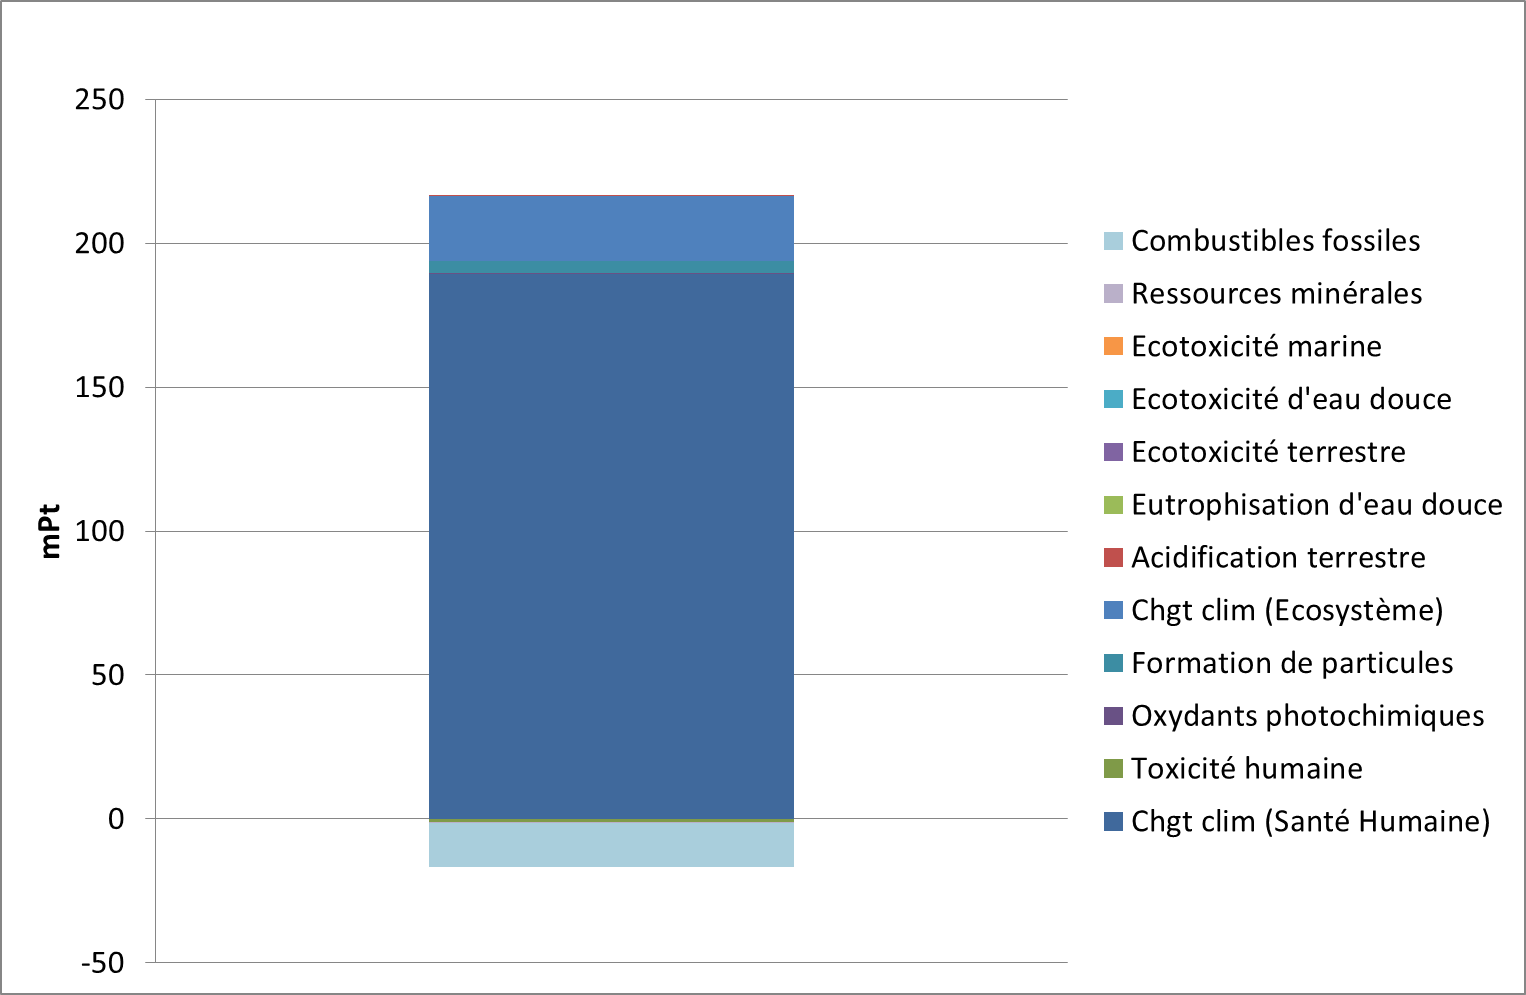 250
200
150
100
50
0
-50
mPt
Combustibles fossiles
Ressources minérales
Ecotoxicité marine
Ecotoxicité d'eau douce
Ecotoxicité terrestre
Eutrophisation d'eau douce
Acidification terrestre
Chgt clim (Ecosystème)
Formation de particules
Oxydants photochimiques
Toxicité humaine
Chgt clim (Santé Humaine)